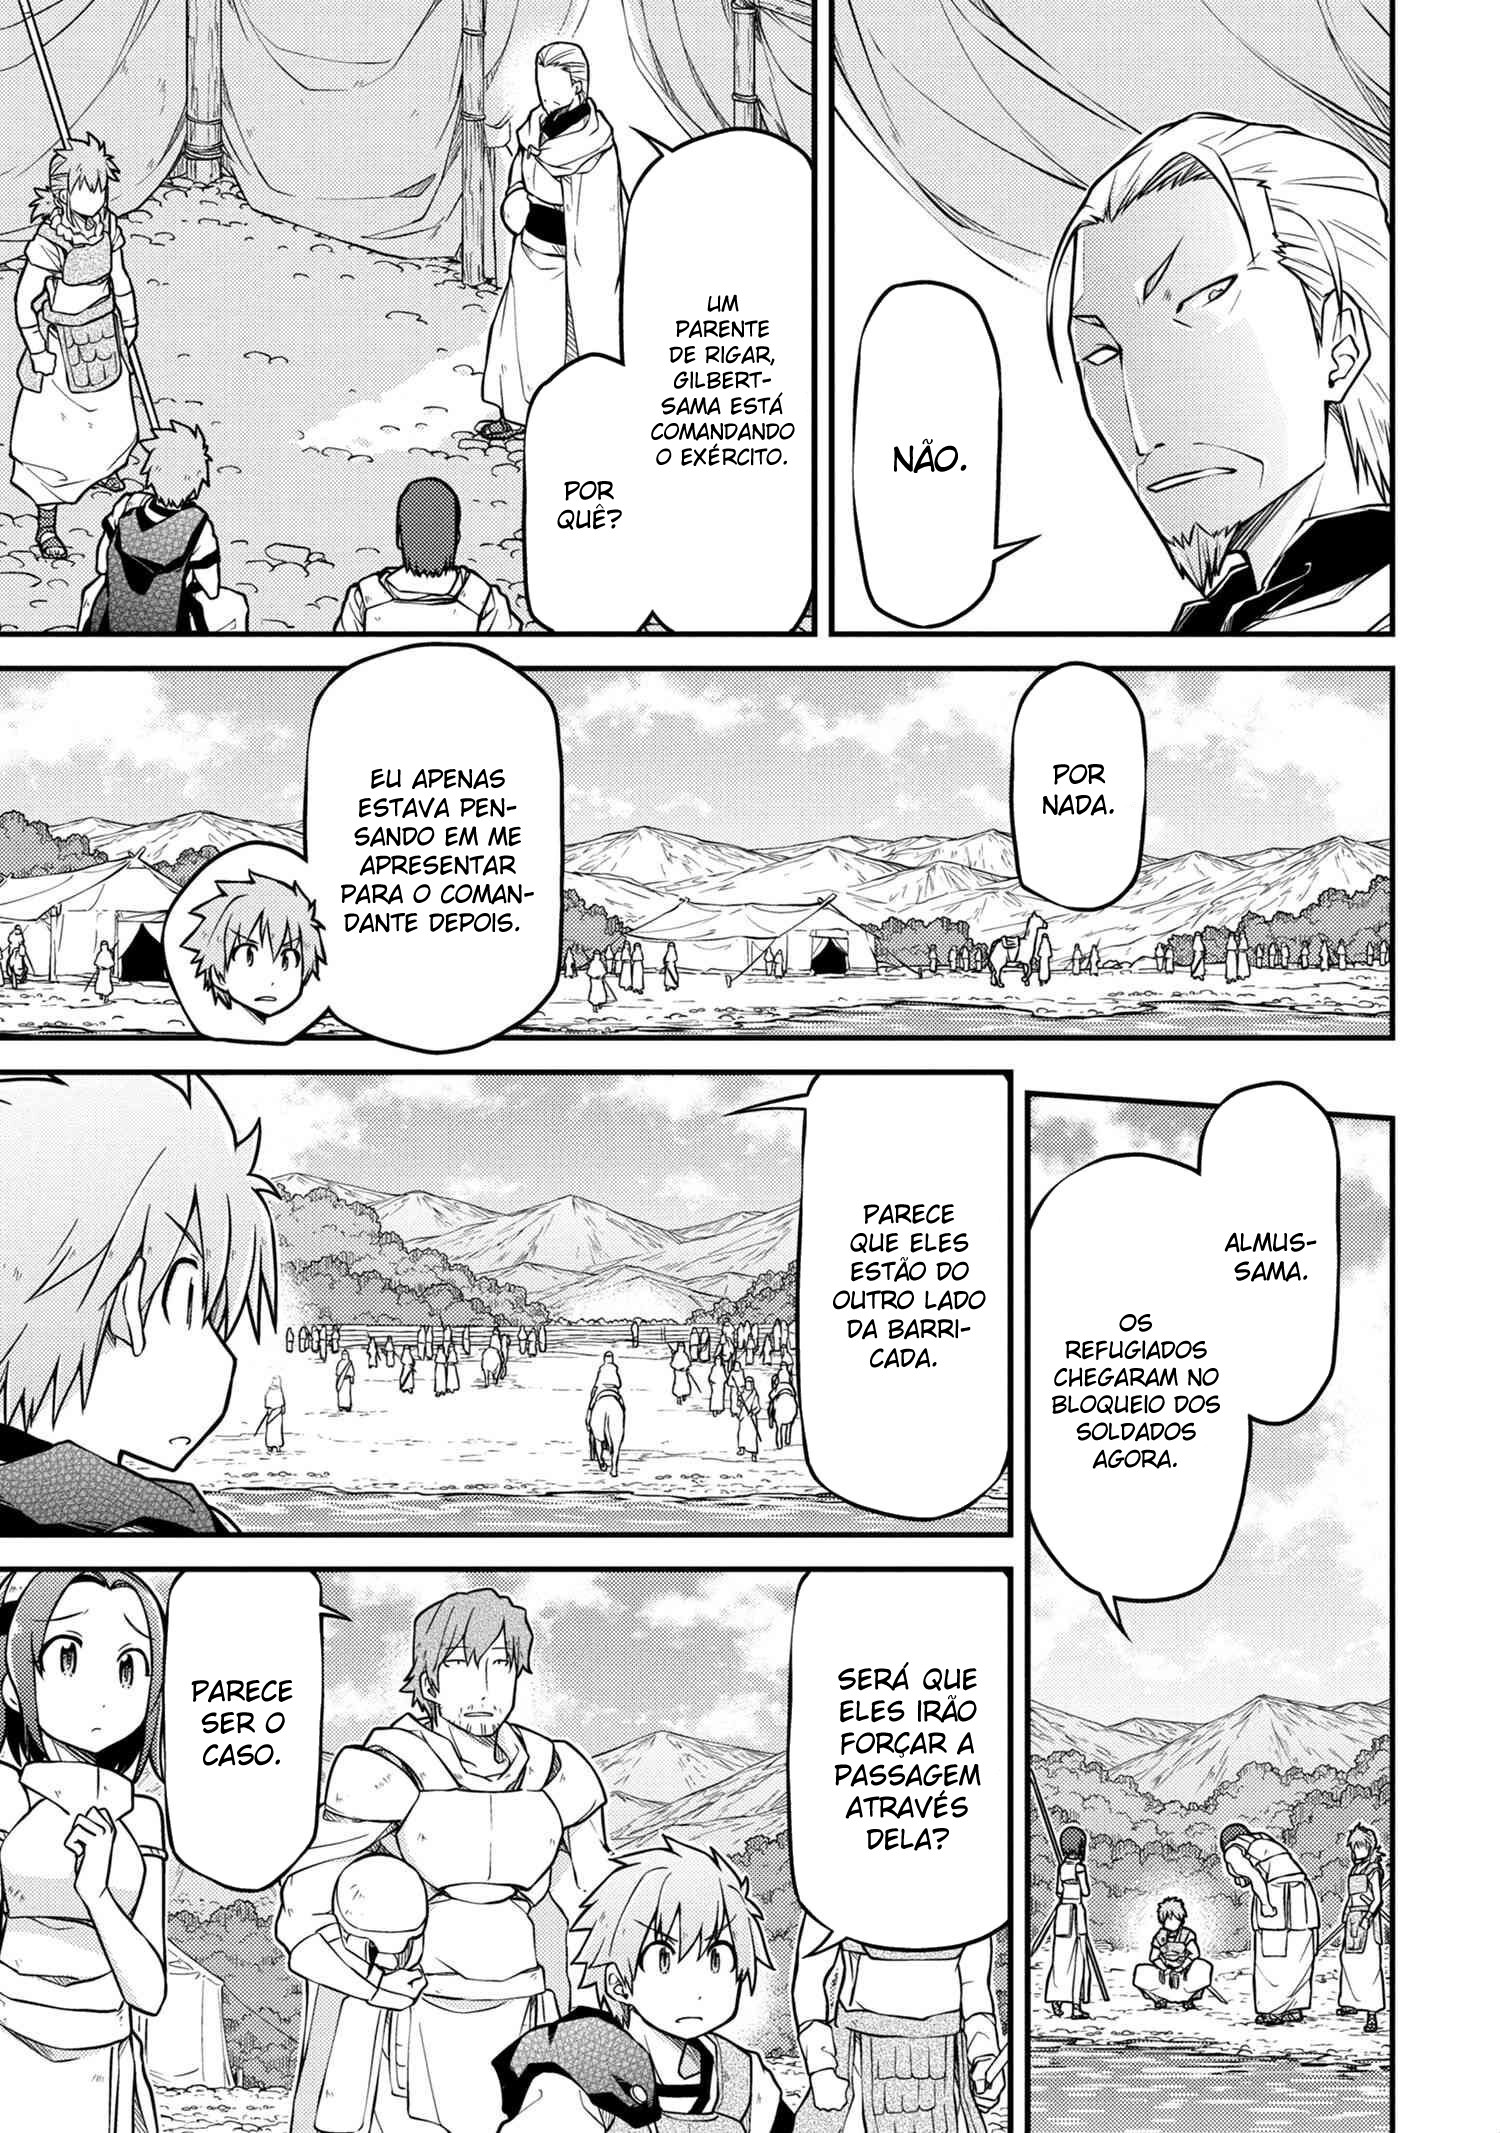 NÃO.
UM
PARENTE
DE RIGAR,
GILBERT-
SAMA ESTÁ
COMANDANDO
O EXÉRCITO.
POR
QUÊ?
POR
NADA.
EU APENAS
ESTAVA PEN-
SANDO EM ME
APRESENTAR
PARA O COMAN-
DANTE DEPOIS.
ALMUS-
SAMA.
OS
REFUGIADOS
CHEGARAM NO
BLOQUEIO DOS
SOLDADOS
AGORA.
PARECE
QUE ELES
ESTÃO DO
OUTRO LADO
DA BARRI-
CADA.
SERÁ QUE
ELES IRÃO
FORÇAR A
PASSAGEM
ATRAVÉS
DELA?
PARECE
SER O
CASO.